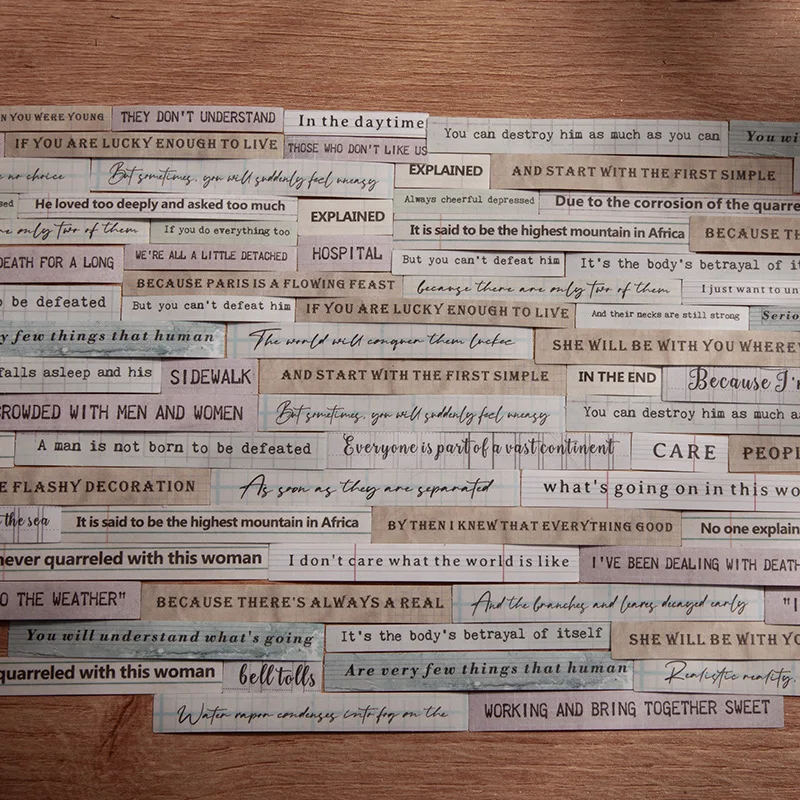 N YOU WERE YOUNG THEY DON'T UNDERSTAND In the daytime You can destroy him as much as you can You wi
IF YOU ARE LUCKY ENOUGH TO LIVE THOSE WHO DON'T LIKE US
no choice But sometimes, you will suddenly feel uneasy EXPLAINED AND START WITH THE FIRST SIMPLE
sed He loved too deeply and asked too much EXPLAINED Always cheerful depressed Due to the corrosion of the quarre
re only two of them If you do everything too It is said to be the highest mountain in Africa BECAUSE TH
DEATH FOR A LONG WE'RE ALL A LITTLE DETACHED HOSPITAL But you can't defeat him It's the body's betrayal of it
BECAUSE PARIS IS A FLOWING FEAST because there are only two of them I just want to un
o be defeated But you can't defeat him IF YOU ARE LUCKY ENOUGH TO LIVE And their necks are still strong Serio
y few things that human The world will conquer them luckec SHE WILL BE WITH YOU WHEREV
falls asleep and his SIDEWALK AND START WITH THE FIRST SIMPLE IN THE END Because I'm
CROWDED WITH MEN AND WOMEN But sometimes, you will suddenly feel uneasy You can destroy him as much a
A man is not born to be defeated Everyone is part of a vast continent CARE PEOPL
E FLASHY DECORATION As soon as they are separated what's going on in this wo
the sea It is said to be the highest mountain in Africa BY THEN I KNEW THAT EVERYTHING GOOD No one explain
never quarreled with this woman I don't care what the world is like I'VE BEEN DEALING WITH DEATH
O THE WEATHER" BECAUSE THERE'S ALWAYS A REAL And the branches and leaves decayed early "I
You will understand what's going It's the body's betrayal of itself SHE WILL BE WITH YO
quarreled with this woman bell tolls Are very few things that human Realistic reality,
Water vapor condenses into fog on the WORKING AND BRING TOGETHER SWEET